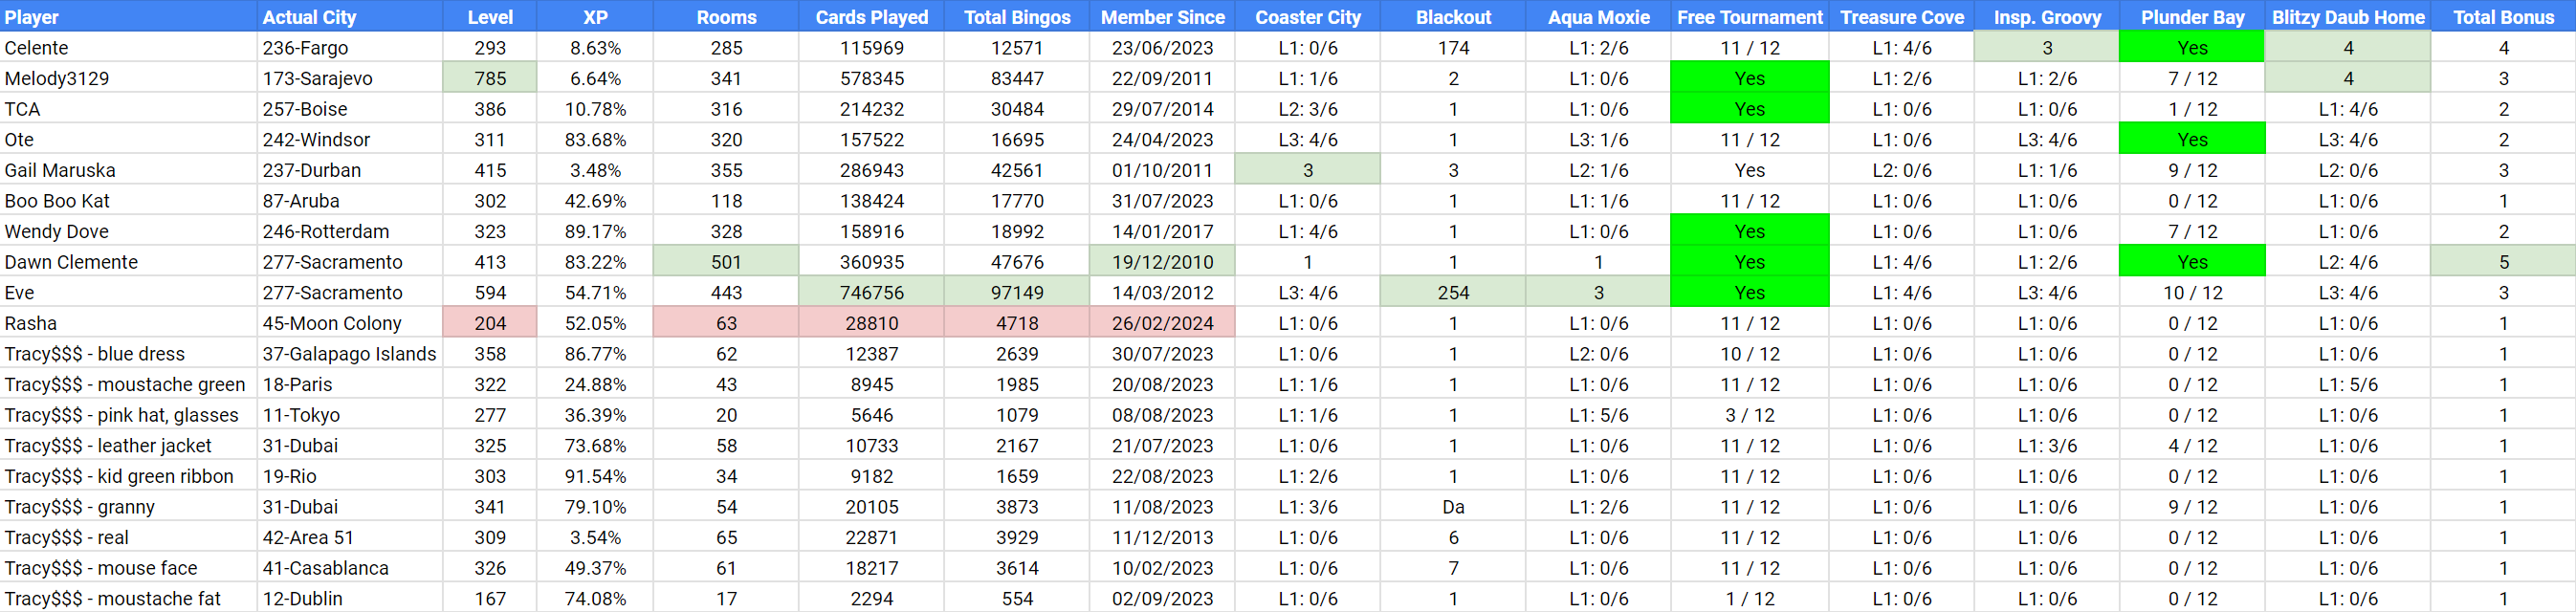 Player Actual City Level XP Rooms Cards Played Total Bingos Member Since Coaster City Blackout Aqua Moxie Free Tournament Treasure Cove Insp. Groovy Plunder Bay Blitzy Daub Home Total Bonus
Celente 236-Fargo 293 8.63% 285 115969 12571 23/06/2023 L1: 0/6 174 L1: 2/6 11 / 12 L1: 4/6 3 Yes 4 4
Melody3129 173-Sarajevo 785 6.64% 341 578345 83447 22/09/2011 L1: 1/6 2 L1: 0/6 Yes L1: 2/6 L1: 2/6 7 / 12 4 3
TCA 257-Boise 386 10.78% 316 214232 30484 29/07/2014 L2: 3/6 1 L1: 0/6 Yes L1: 0/6 L1: 0/6 1 / 12 L1: 4/6 2
Ote 242-Windsor 311 83.68% 320 157522 16695 24/04/2023 L3: 4/6 1 L3: 1/6 11 / 12 L1: 0/6 L3: 4/6 Yes L3: 4/6 2
Gail Maruska 237-Durban 415 3.48% 355 286943 42561 01/10/2011 3 3 L2: 1/6 Yes L2: 0/6 L1: 1/6 9 / 12 L2: 0/6 3
Boo Boo Kat 87-Aruba 302 42.69% 118 138424 17770 31/07/2023 L1: 0/6 1 L1: 1/6 11 / 12 L1: 0/6 L1: 0/6 0 / 12 L1: 0/6 1
Wendy Dove 246-Rotterdam 323 89.17% 328 158916 18992 14/01/2017 L1: 4/6 1 L1: 0/6 Yes L1: 0/6 L1: 0/6 7 / 12 L1: 0/6 2
Dawn Clemente 277-Sacramento 413 83.22% 501 360935 47676 19/12/2010 1 1 1 Yes L1: 4/6 L1: 2/6 Yes L2: 4/6 5
Eve 277-Sacramento 594 54.71% 443 746756 97149 14/03/2012 L3: 4/6 254 3 Yes L1: 4/6 L3: 4/6 10 / 12 L3: 4/6 3
Rasha 45-Moon Colony 204 52.05% 63 28810 4718 26/02/2024 L1: 0/6 1 L1: 0/6 11 / 12 L1: 0/6 L1: 0/6 0 / 12 L1: 0/6 1
Tracy$$$ - blue dress 37-Galapago Islands 358 86.77% 62 12387 2639 30/07/2023 L1: 0/6 1 L2: 0/6 10 / 12 L1: 0/6 L1: 0/6 0 / 12 L1: 0/6 1
Tracy$$$ - moustache green 18-Paris 322 24.88% 43 8945 1985 20/08/2023 L1: 1/6 1 L1: 0/6 11 / 12 L1: 0/6 L1: 0/6 0 / 12 L1: 5/6 1
Tracy$$$ - pink hat, glasses 11-Tokyo 277 36.39% 20 5646 1079 08/08/2023 L1: 1/6 1 L1: 5/6 3 / 12 L1: 0/6 L1: 0/6 0 / 12 L1: 0/6 1
Tracy$$$ - leather jacket 31-Dubai 325 73.68% 58 10733 2167 21/07/2023 L1: 0/6 1 L1: 0/6 11 / 12 L1: 0/6 L1: 3/6 4 / 12 L1: 0/6 1
Tracy$$$ - kid green ribbon 19-Rio 303 91.54% 34 9182 1659 22/08/2023 L1: 2/6 1 L1: 0/6 11 / 12 L1: 0/6 L1: 0/6 0 / 12 L1: 0/6 1
Tracy$$$ - granny 31-Dubai 341 79.10% 54 20105 3873 11/08/2023 L1: 3/6 Da L1: 2/6 11 / 12 L1: 0/6 L1: 0/6 9 / 12 L1: 0/6 1
Tracy$$$ - real 42-Area 51 309 3.54% 65 22871 3929 11/12/2013 L1: 0/6 6 L1: 0/6 11 / 12 L1: 0/6 L1: 0/6 0 / 12 L1: 0/6 1
Tracy$$$ - mouse face 41-Casablanca 326 49.37% 61 18217 3614 10/02/2023 L1: 0/6 7 L1: 0/6 11 / 12 L1: 0/6 L1: 0/6 0 / 12 L1: 0/6 1
Tracy$$$ - moustache fat 12-Dublin 167 74.08% 17 2294 554 02/09/2023 L1: 0/6 1 L1: 0/6 1 / 12 L1: 0/6 L1: 0/6 0 / 12 L1: 0/6 1